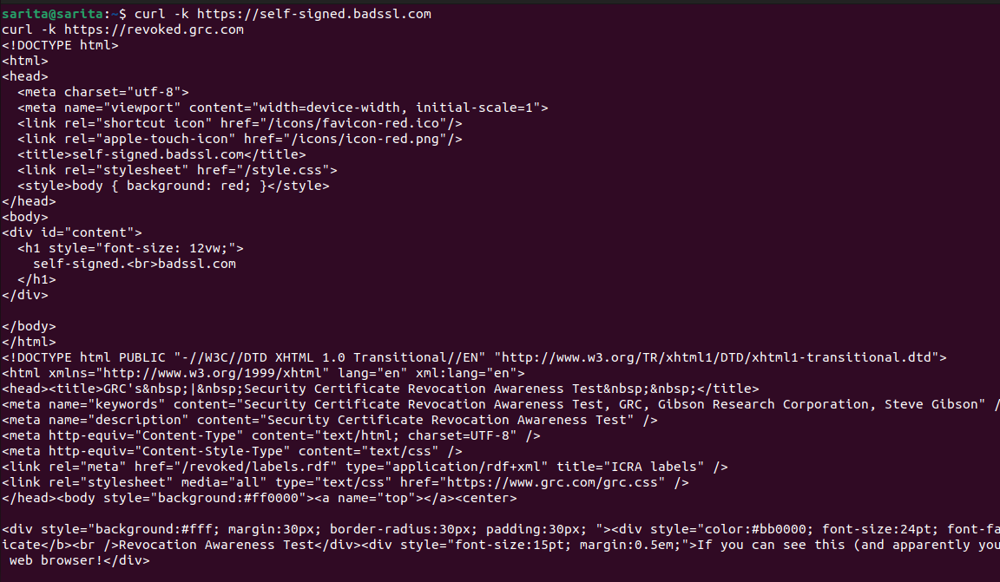 sarita@sarita:~$ curl -k https://self-signed.badssl.com
curl -k https://revoked.grc.com
<!DOCTYPE html>
<html>
<head>
  <meta charset="utf-8">
  <meta name="viewport" content="width=device-width, initial-scale=1">
  <link rel="shortcut icon" href="/icons/favicon-red.ico"/>
  <link rel="apple-touch-icon" href="/icons/icon-red.png"/>
  <title>self-signed.badssl.com</title>
  <link rel="stylesheet" href="/style.css">
  <style>body { background: red; }</style>
</head>
<body>
<div id="content">
  <h1 style="font-size: 12vw;">
    self-signed.<br>badssl.com
  </h1>
</div>

</body>
</html>
<!DOCTYPE html PUBLIC "-//W3C//DTD XHTML 1.0 Transitional//EN" "http://www.w3.org/TR/xhtml1/DTD/xhtml1-transitional.dtd">
<html xmlns="http://www.w3.org/1999/xhtml" lang="en" xml:lang="en">
<head><title>GRC's&nbsp;|&nbsp;Security Certificate Revocation Awareness Test&nbsp;&nbsp;</title>
<meta name="keywords" content="Security Certificate Revocation Awareness Test, GRC, Gibson Research Corporation, Steve Gibson" /
<meta name="description" content="Security Certificate Revocation Awareness Test" />
<meta http-equiv="Content-Type" content="text/html; charset=UTF-8" />
<meta http-equiv="Content-Style-Type" content="text/css" />
<link rel="meta" href="/revoked/labels.rdf" type="application/rdf+xml" title="ICRA labels" />
<link rel="stylesheet" media="all" type="text/css" href="https://www.grc.com/grc.css" />
</head><body style="background:#ff0000"><a name="top"></a><center>

<div style="background:#fff; margin:30px; border-radius:30px; padding:30px; "><div style="color:#bb0000; font-size:24pt; font-fa
icate</b><br />Revocation Awareness Test</div><div style="font-size:15pt; margin:0.5em;">If you can see this (and apparently you
 web browser!</div>